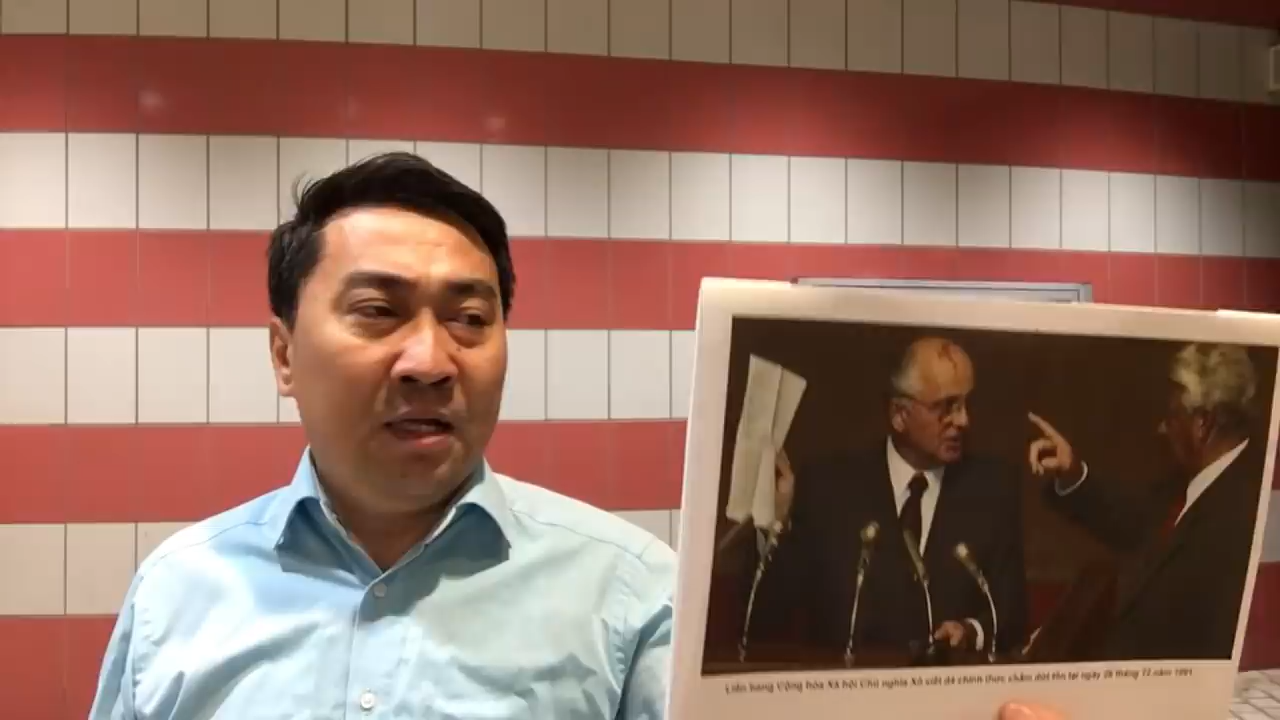 Liên bang Cộng hòa Xã hội Chủ nghĩa Xô viết đã chính thức chấm dứt tồn tại ngày 26 tháng 12 năm 1991